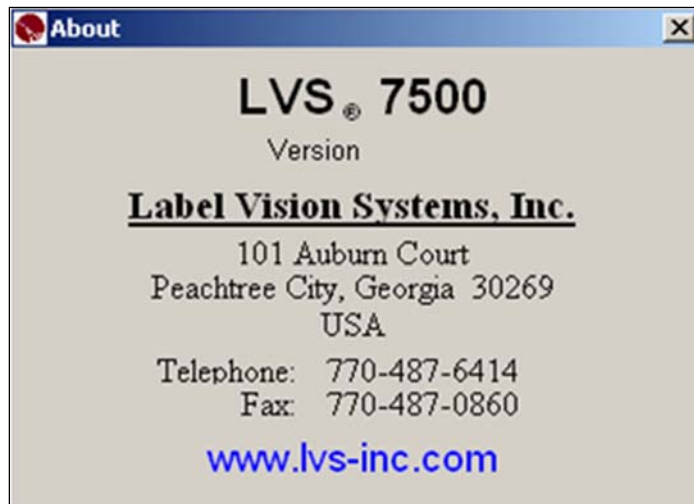 About
LVS ® 7500
Version
Label Vision Systems, Inc.
101 Auburn Court
Peachtree City, Georgia 30269
USA
Telephone: 770-487-6414
Fax: 770-487-0860
www.lvs-inc.com